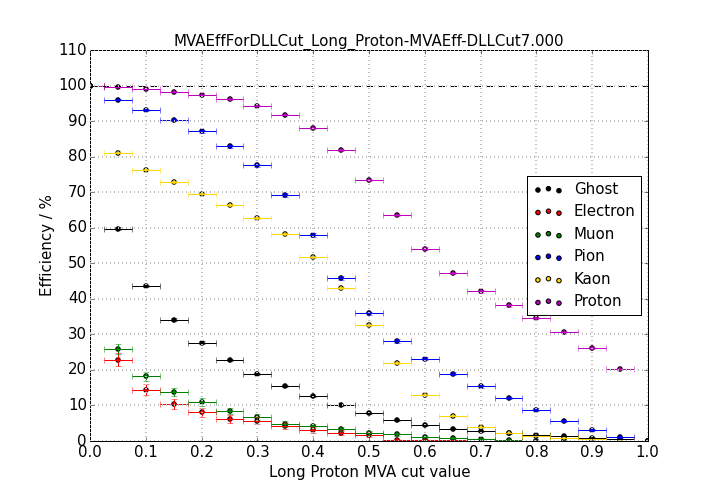 MVAEffForDLLCut_Long_Proton-MVAEff-DLLCut7.000
110
100
90
80
70
60
50
40
30
20
10
0
Efficiency / %
Ghost
Electron
Muon
Pion
Kaon
Proton
0.0 0.1 0.2 0.3 0.4 0.5 0.6 0.7 0.8 0.9 1.0
Long Proton MVA cut value